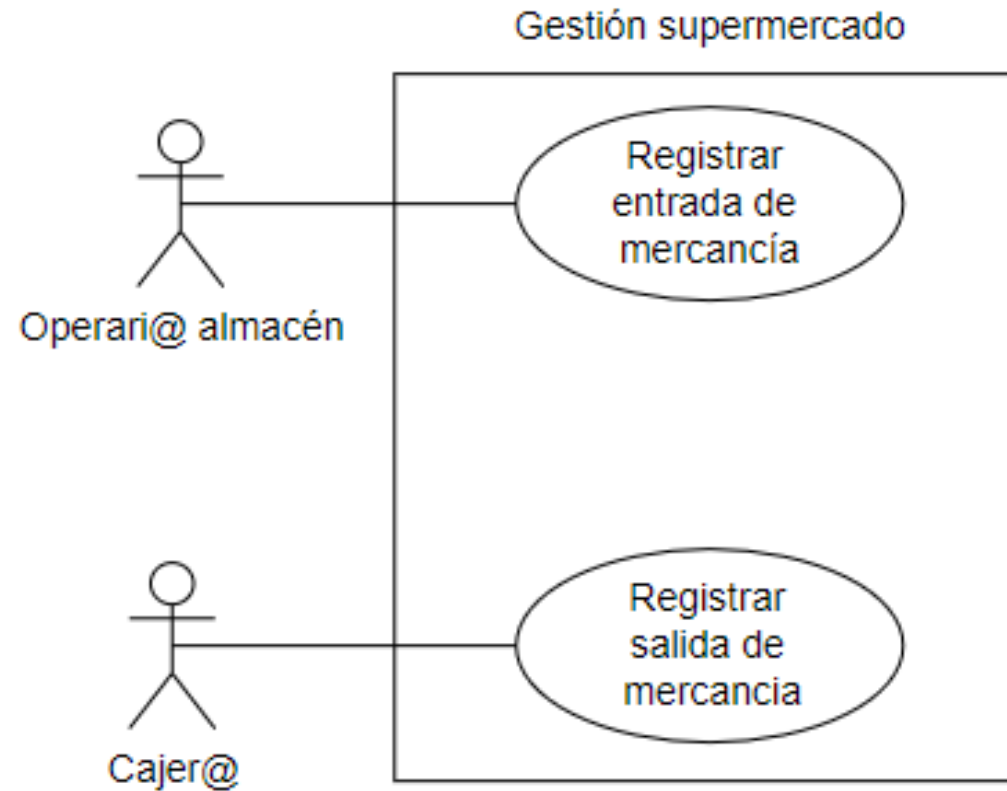 Gestión supermercado
Registrar
entrada de
mercancía
Operari@ almacén
Registrar
salida de
mercancia
Cajer@